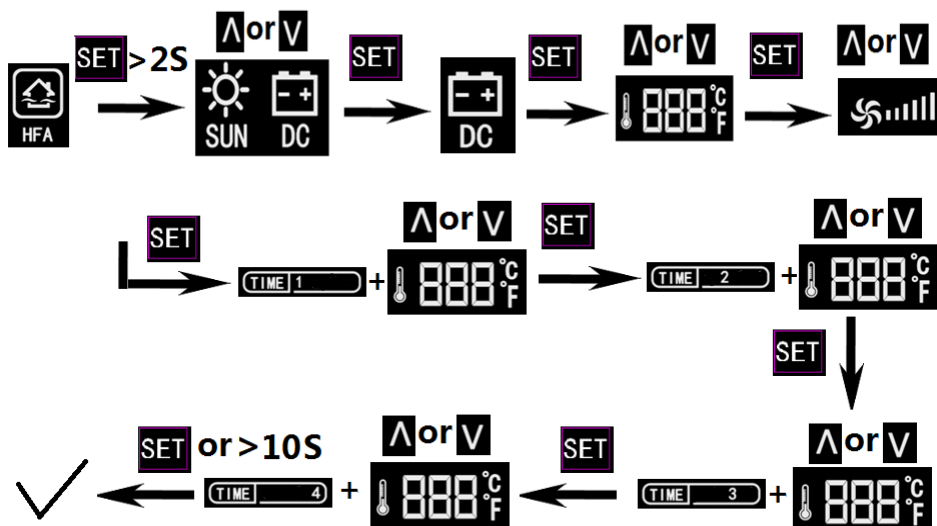 Λ or V Λ or V Λ or V
SET >2S SET SET SET
HFA SUN - + DC - + DC 888 °C °F
SET Λ or V SET Λ or V
TIME 1 + 888 °C °F TIME 2 + 888 °C °F
SET
SET or >10S Λ or V SET Λ or V
TIME 4 + 888 °C °F TIME 3 + 888 °C °F